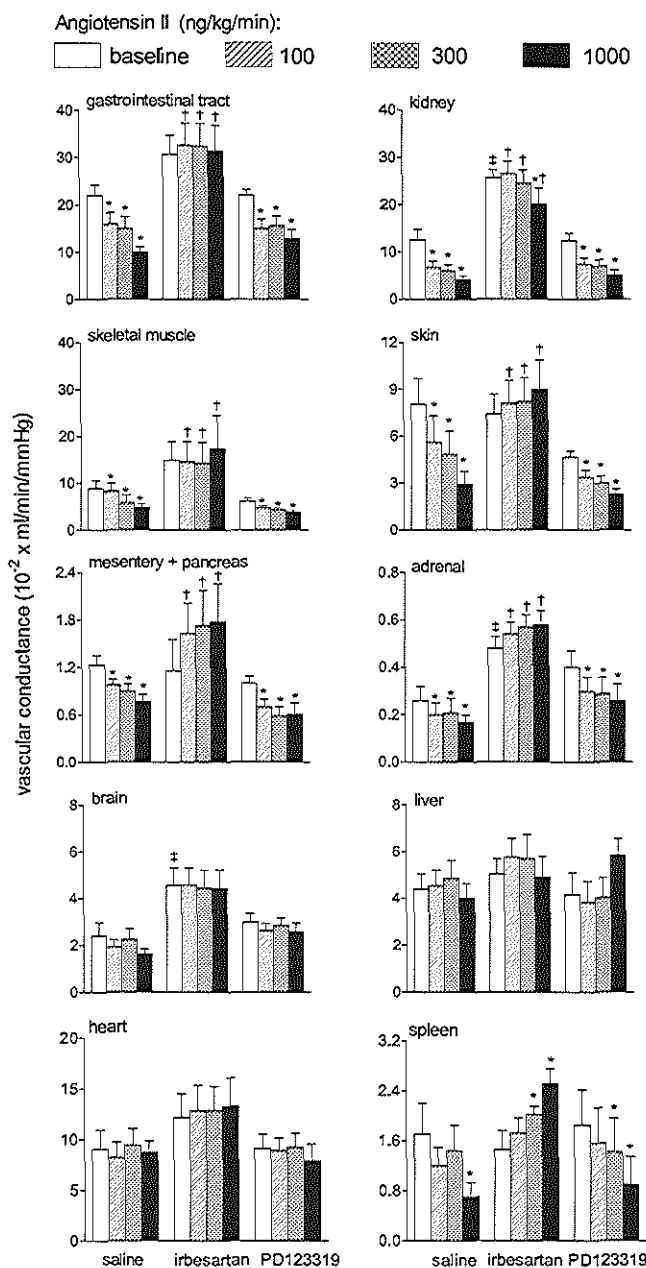 Angiotensin II (ng/kg/min):
baseline 100 300 1000
gastrointestinal tract
40
30
20
10
0
* * *
† † †
* * *
kidney
40
30
20
10
0
* * *
‡ † † *†
* * *
skeletal muscle
40
30
20
10
0
* * *
† † †
* * *
skin
12
9
6
3
0
* * *
† † †
* * *
mesentery + pancreas
2.4
1.8
1.2
0.6
0.0
* * *
† † †
* * *
adrenal
0.8
0.6
0.4
0.2
0.0
* * *
‡ † † †
* * *
brain
8
6
4
2
0
‡
liver
8
6
4
2
0
heart
20
15
10
5
0
spleen
3.2
2.4
1.6
0.8
0.0
*
* *
* *
saline irbesartan PD123319
saline irbesartan PD123319
vascular conductance (10⁻² x ml/min/mmHg)